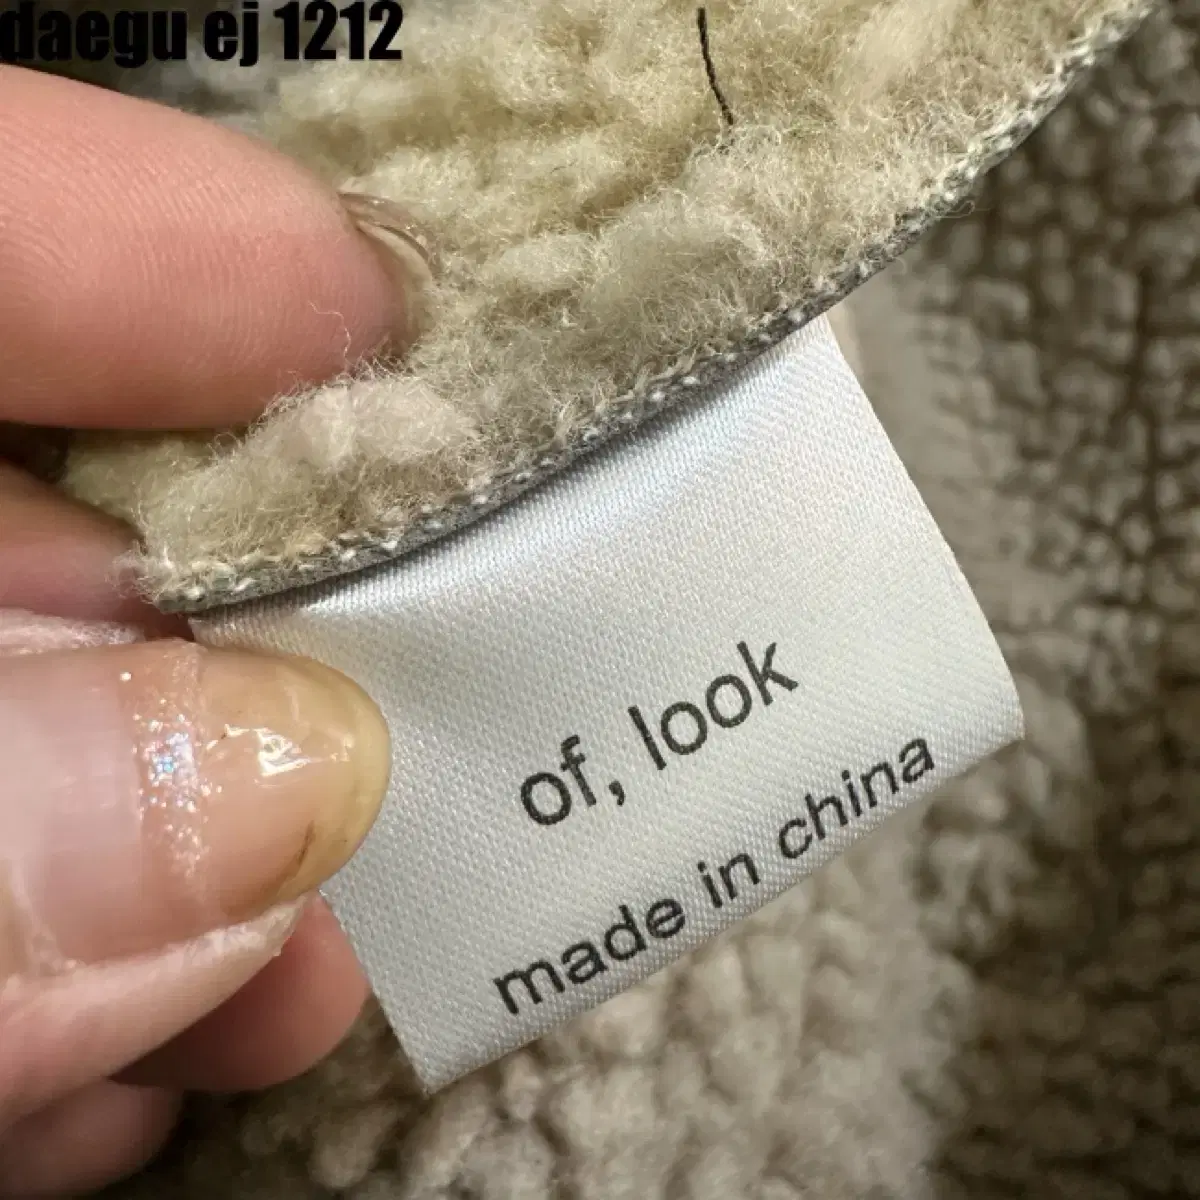 daegu ej 1212
of, look
made in china